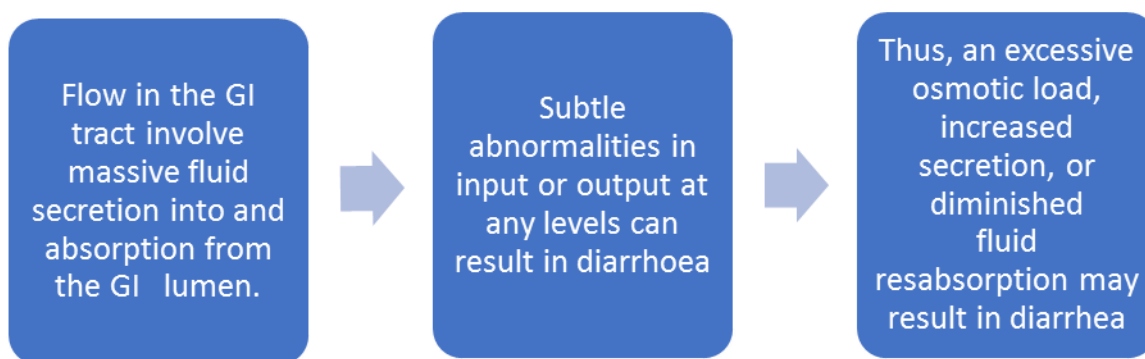 Flow in the GI
tract involve
massive fluid
secretion into and
absorption from
the GI lumen.
Subtle
abnormalities in
input or output at
any levels can
result in diarrhoea
Thus, an excessive
osmotic load,
increased
secretion, or
diminished
fluid
resabsorption may
result in diarrhea